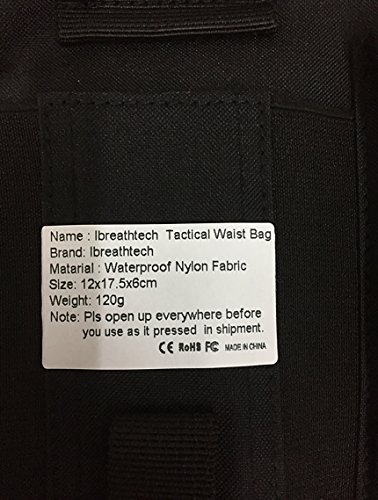 Name : Ibreathtech Tactical Waist Bag
Brand: Ibreathtech
Material : Waterproof Nylon Fabric
Size: 12x17.5x6cm
Weight: 120g
Note: Pls open up everywhere before
you use as it pressed in shipment.
CE RoHS FC MADE IN CHINA